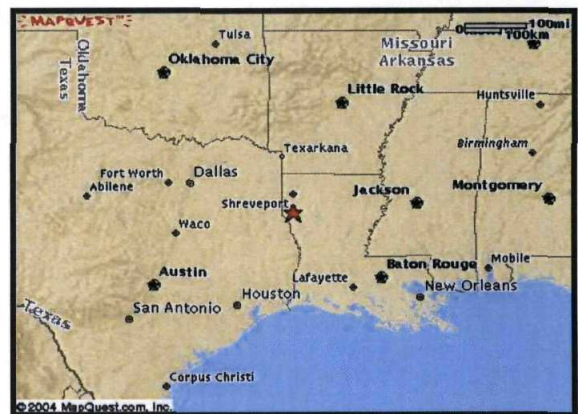 MAPQUEST
0 100mi
100km
Tulsa
Missouri
Oklahoma
Texas
Oklahoma City
Arkansas
Little Rock
Huntsville
Texarkana
Birmingham
Fort Worth
Dallas
Abilene
Jackson
Montgomery
Shreveport
Waco
Austin
Baton Rouge
Mobile
Lafayette
New Orleans
Houston
San Antonio
Texas
Corpus Christi
©2004 MapQuest.com, Inc.